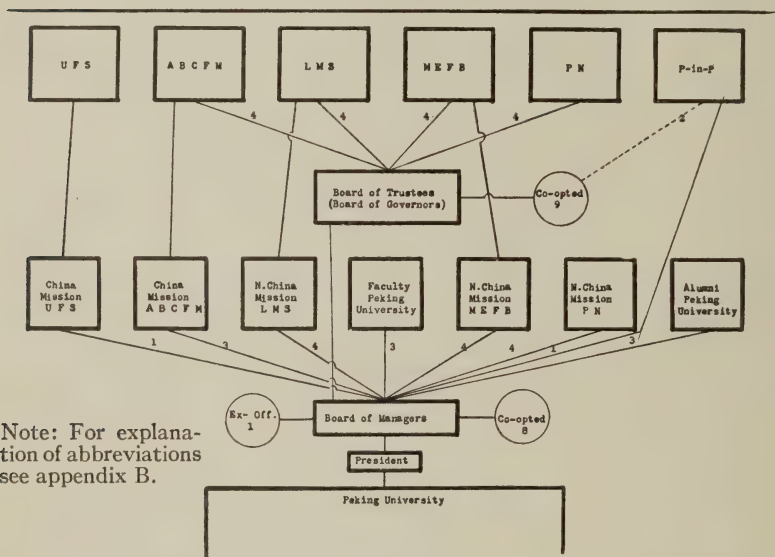 U F S
A B C F M
L M S
M E F B
P N
P-in-P
4
4
4
4
2
Board of Trustees
(Board of Governors)
Co-opted
9
China
Mission
U F S
China
Mission
A B C F M
N.China
Mission
L M S
Faculty
Peking
University
N.China
Mission
M E F B
N.China
Mission
P N
Alumni
Peking
University
1
3
4
3
4
4
1
3
Ex- Off.
1
Board of Managers
Co-opted
8
Note: For explana-
tion of abbreviations
see appendix B.
President
Peking University